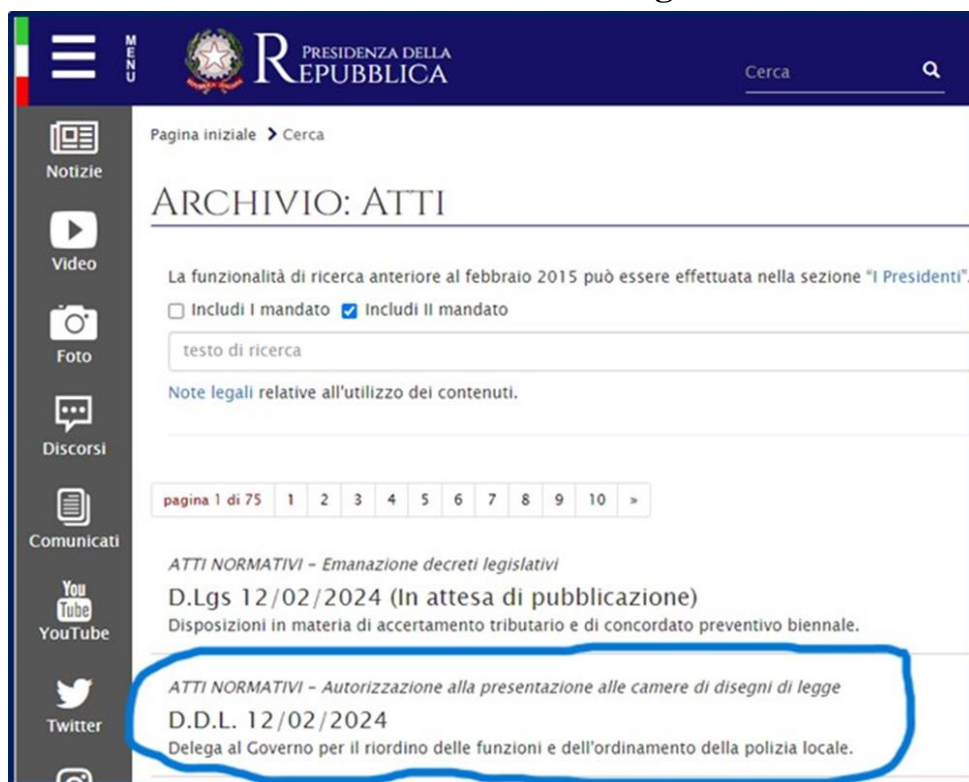 MENU
PRESIDENZA DELLA
REPUBBLICA
Cerca
Pagina iniziale > Cerca
Notizie
ARCHIVIO: ATTI
Video
La funzionalità di ricerca anteriore al febbraio 2015 può essere effettuata nella sezione “I Presidenti”.
Includi I mandato Includi II mandato
Foto
testo di ricerca
Note legali relative all'utilizzo dei contenuti.
Discorsi
pagina 1 di 75 1 2 3 4 5 6 7 8 9 10 »
Comunicati
ATTI NORMATIVI – Emanazione decreti legislativi
D.Lgs 12/02/2024 (In attesa di pubblicazione)
Disposizioni in materia di accertamento tributario e di concordato preventivo biennale.
You
Tube
YouTube
ATTI NORMATIVI – Autorizzazione alla presentazione alle camere di disegni di legge
D.D.L. 12/02/2024
Delega al Governo per il riordino delle funzioni e dell'ordinamento della polizia locale.
Twitter